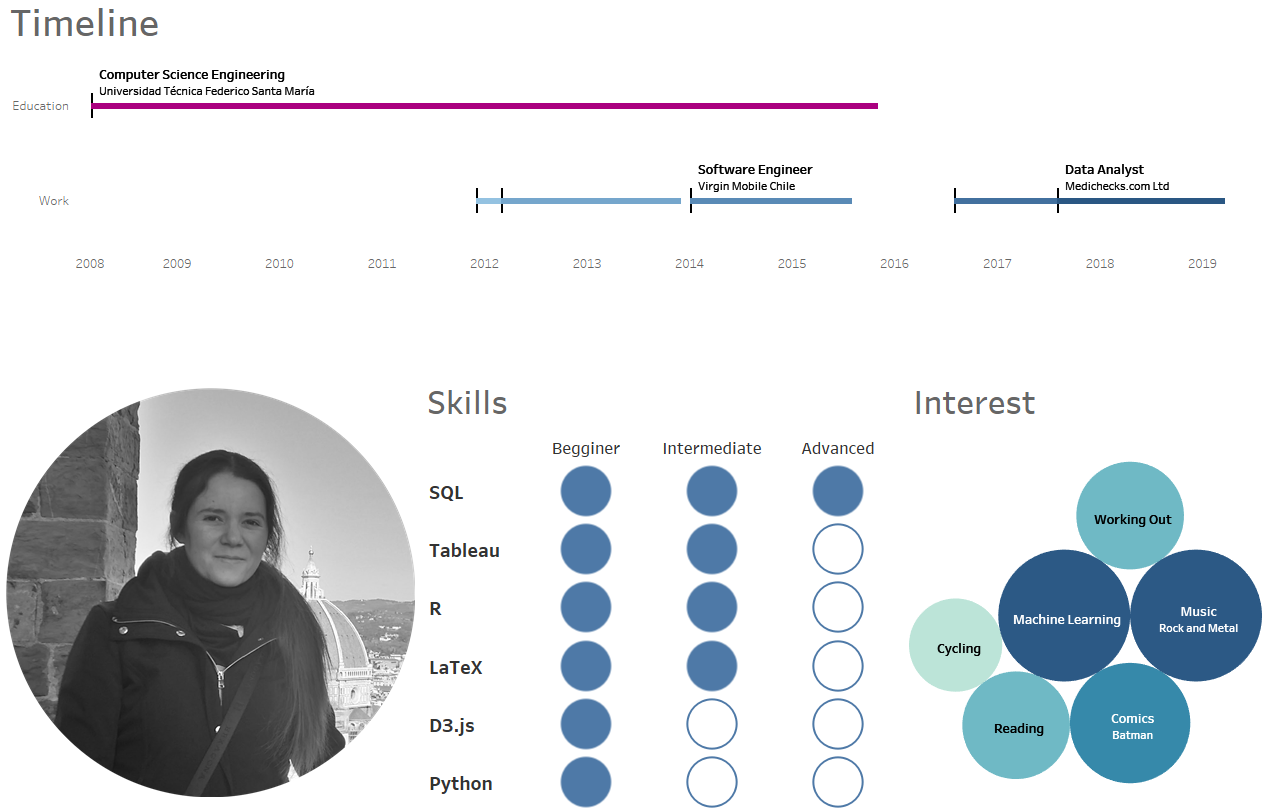 Timeline
Computer Science Engineering
Universidad Técnica Federico Santa María
Education
Software Engineer
Virgin Mobile Chile
Data Analyst
Medichecks.com Ltd
Work
2008 2009 2010 2011 2012 2013 2014 2015 2016 2017 2018 2019
Skills
Begginer Intermediate Advanced
SQL
Tableau
R
LaTeX
D3.js
Python
Interest
Working Out
Machine Learning
Music
Rock and Metal
Cycling
Reading
Comics
Batman